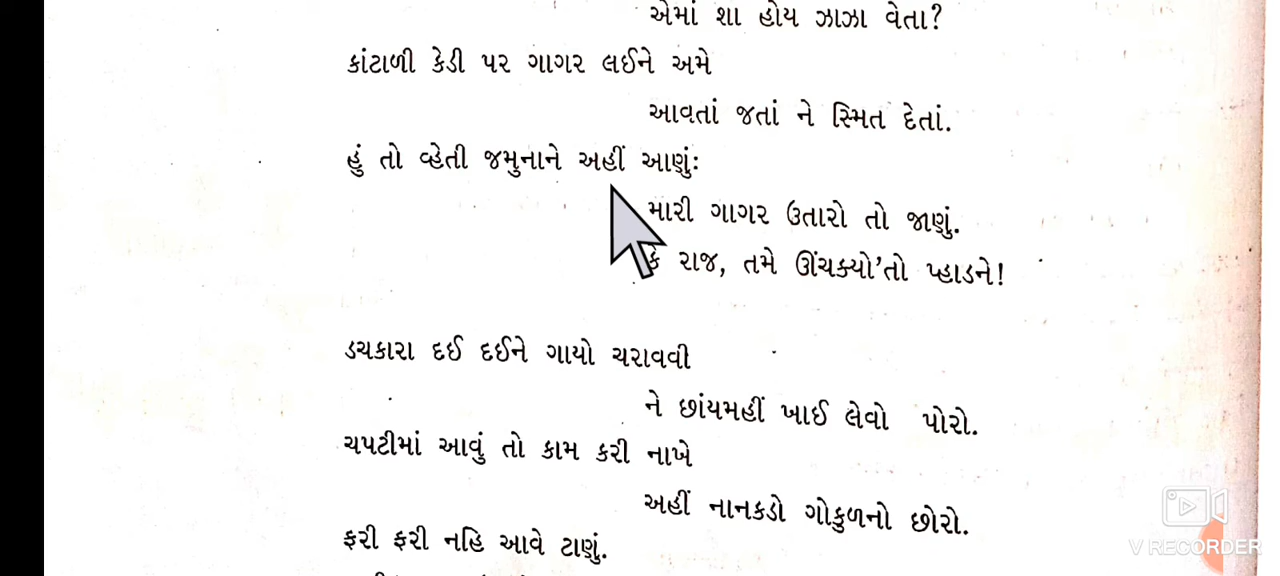 એમાં શા હોય ઝાઝા વેતા?
કાંટાળી કેડી પર ગાગર લઈને અમે
આવતાં જતાં ને સ્મિત દેતાં.
હું તો વ્હેતી જમુનાને અહીં આણું:
મારી ગાગર ઉતારો તો જાણું.
કે રાજ, તમે ઊંચક્યો'તો પ્હાડને!
ડચકારા દઈ દઈને ગાયો ચરાવવી
ને છાંયમહીં ખાઈ લેવો પોરો.
ચપટીમાં આવું તો કામ કરી નાખે
અહીં નાનકડો ગોકુળનો છોરો.
ફરી ફરી નહિ આવે ટાણું.
V RECORDER